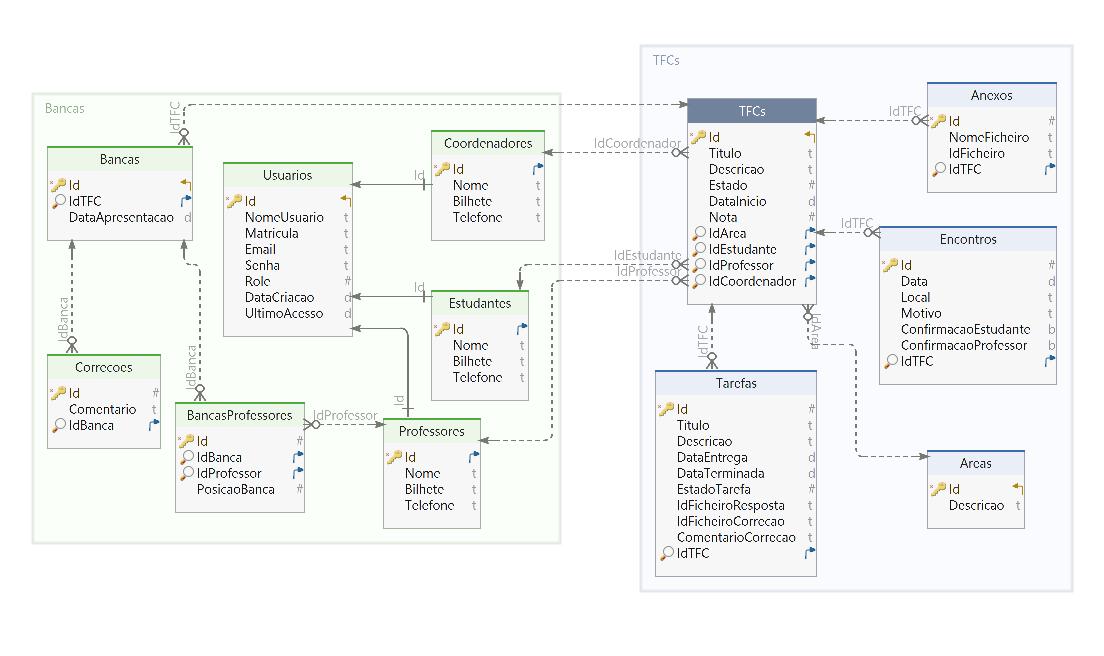 TFCs
Bancas
IdTFC
Bancas
Id
IdTFC
DataApresentacao d
Usuarios
Id
NomeUsuario t
Matricula t
Email t
Senha t
Role #
DataCriacao d
UltimoAcesso d
Coordenadores
Id
Nome t
Bilhete t
Telefone t
Id
IdCoordenador
TFCs
Id
Titulo t
Descricao t
Estado #
DataInicio d
Nota #
IdArea
IdEstudante
IdProfessor
IdCoordenador
IdTFC
Anexos
Id #
NomeFicheiro t
IdFicheiro t
IdTFC
IdTFC
Encontros
Id #
Data d
Local t
Motivo t
ConfirmacaoEstudante b
ConfirmacaoProfessor b
IdTFC
IdEstudante
IdProfessor
Id
Estudantes
Id
Nome t
Bilhete t
Telefone t
IdBanca
Correcoes
Id #
Comentario t
IdBanca
IdBanca
BancasProfessores
Id #
IdBanca
IdProfessor
PosicaoBanca #
IdProfessor
Id
Professores
Id
Nome t
Bilhete t
Telefone t
IdTFC
IdArea
Tarefas
Id #
Titulo t
Descricao t
DataEntrega d
DataTerminada d
EstadoTarefa #
IdFicheiroResposta t
IdFicheiroCorrecao t
ComentarioCorrecao t
IdTFC
Areas
Id
Descricao t